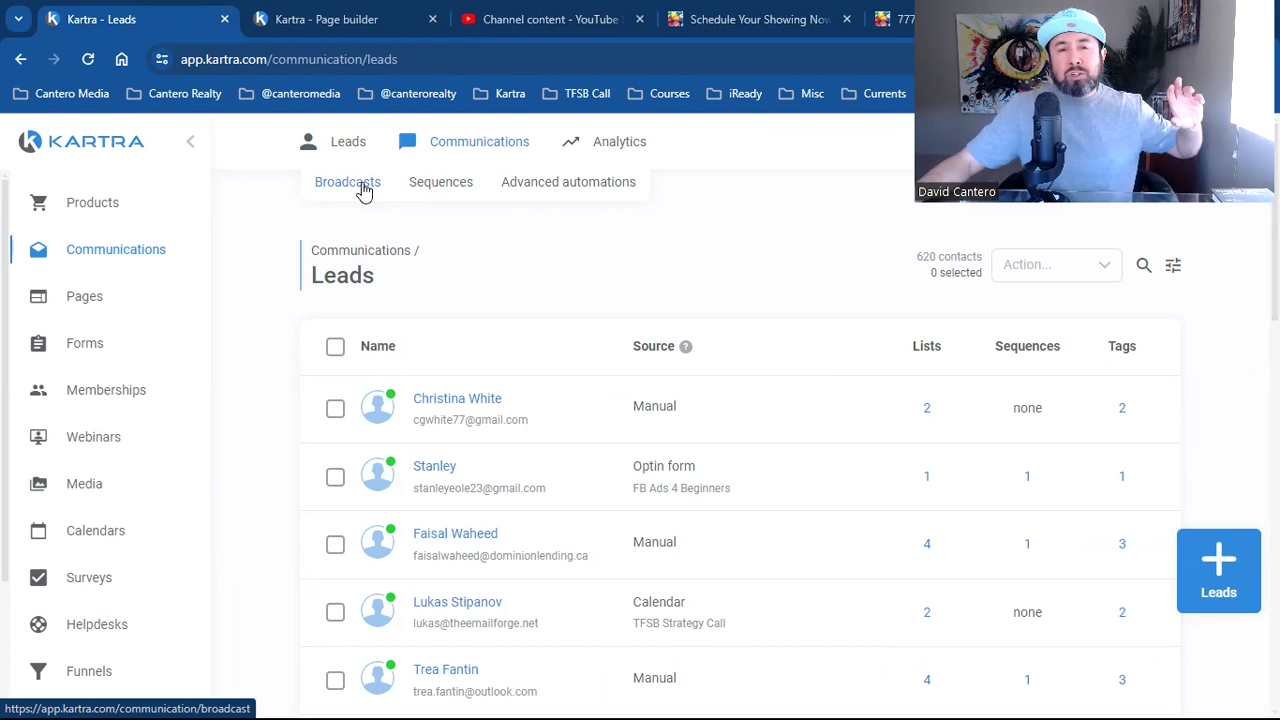 Kartra - Leads
Kartra - Page builder
Channel content - YouTube S
Schedule Your Showing Now
777
app.kartra.com/communication/leads
Cantero Media
Cantero Realty
@canteromedia
@canterorealty
Kartra
TFSB Call
Courses
iReady
Misc
Currents
KARTRA
Leads
Communications
Analytics
Broadcasts
Sequences
Advanced automations
David Cantero
Products
Communications
Pages
Forms
Memberships
Webinars
Media
Calendars
Surveys
Helpdesks
Funnels
Communications /
Leads
620 contacts
0 selected
Action...
Name
Source ?
Lists
Sequences
Tags
Christina White
cgwhite77@gmail.com
Manual
2
none
2
Stanley
stanleyeole23@gmail.com
Optin form
FB Ads 4 Beginners
1
1
1
Faisal Waheed
faisalwaheed@dominionlending.ca
Manual
4
1
3
Lukas Stipanov
lukas@theemailforge.net
Calendar
TFSB Strategy Call
2
none
2
Trea Fantin
trea.fantin@outlook.com
Manual
4
1
3
Leads
https://app.kartra.com/communication/broadcast